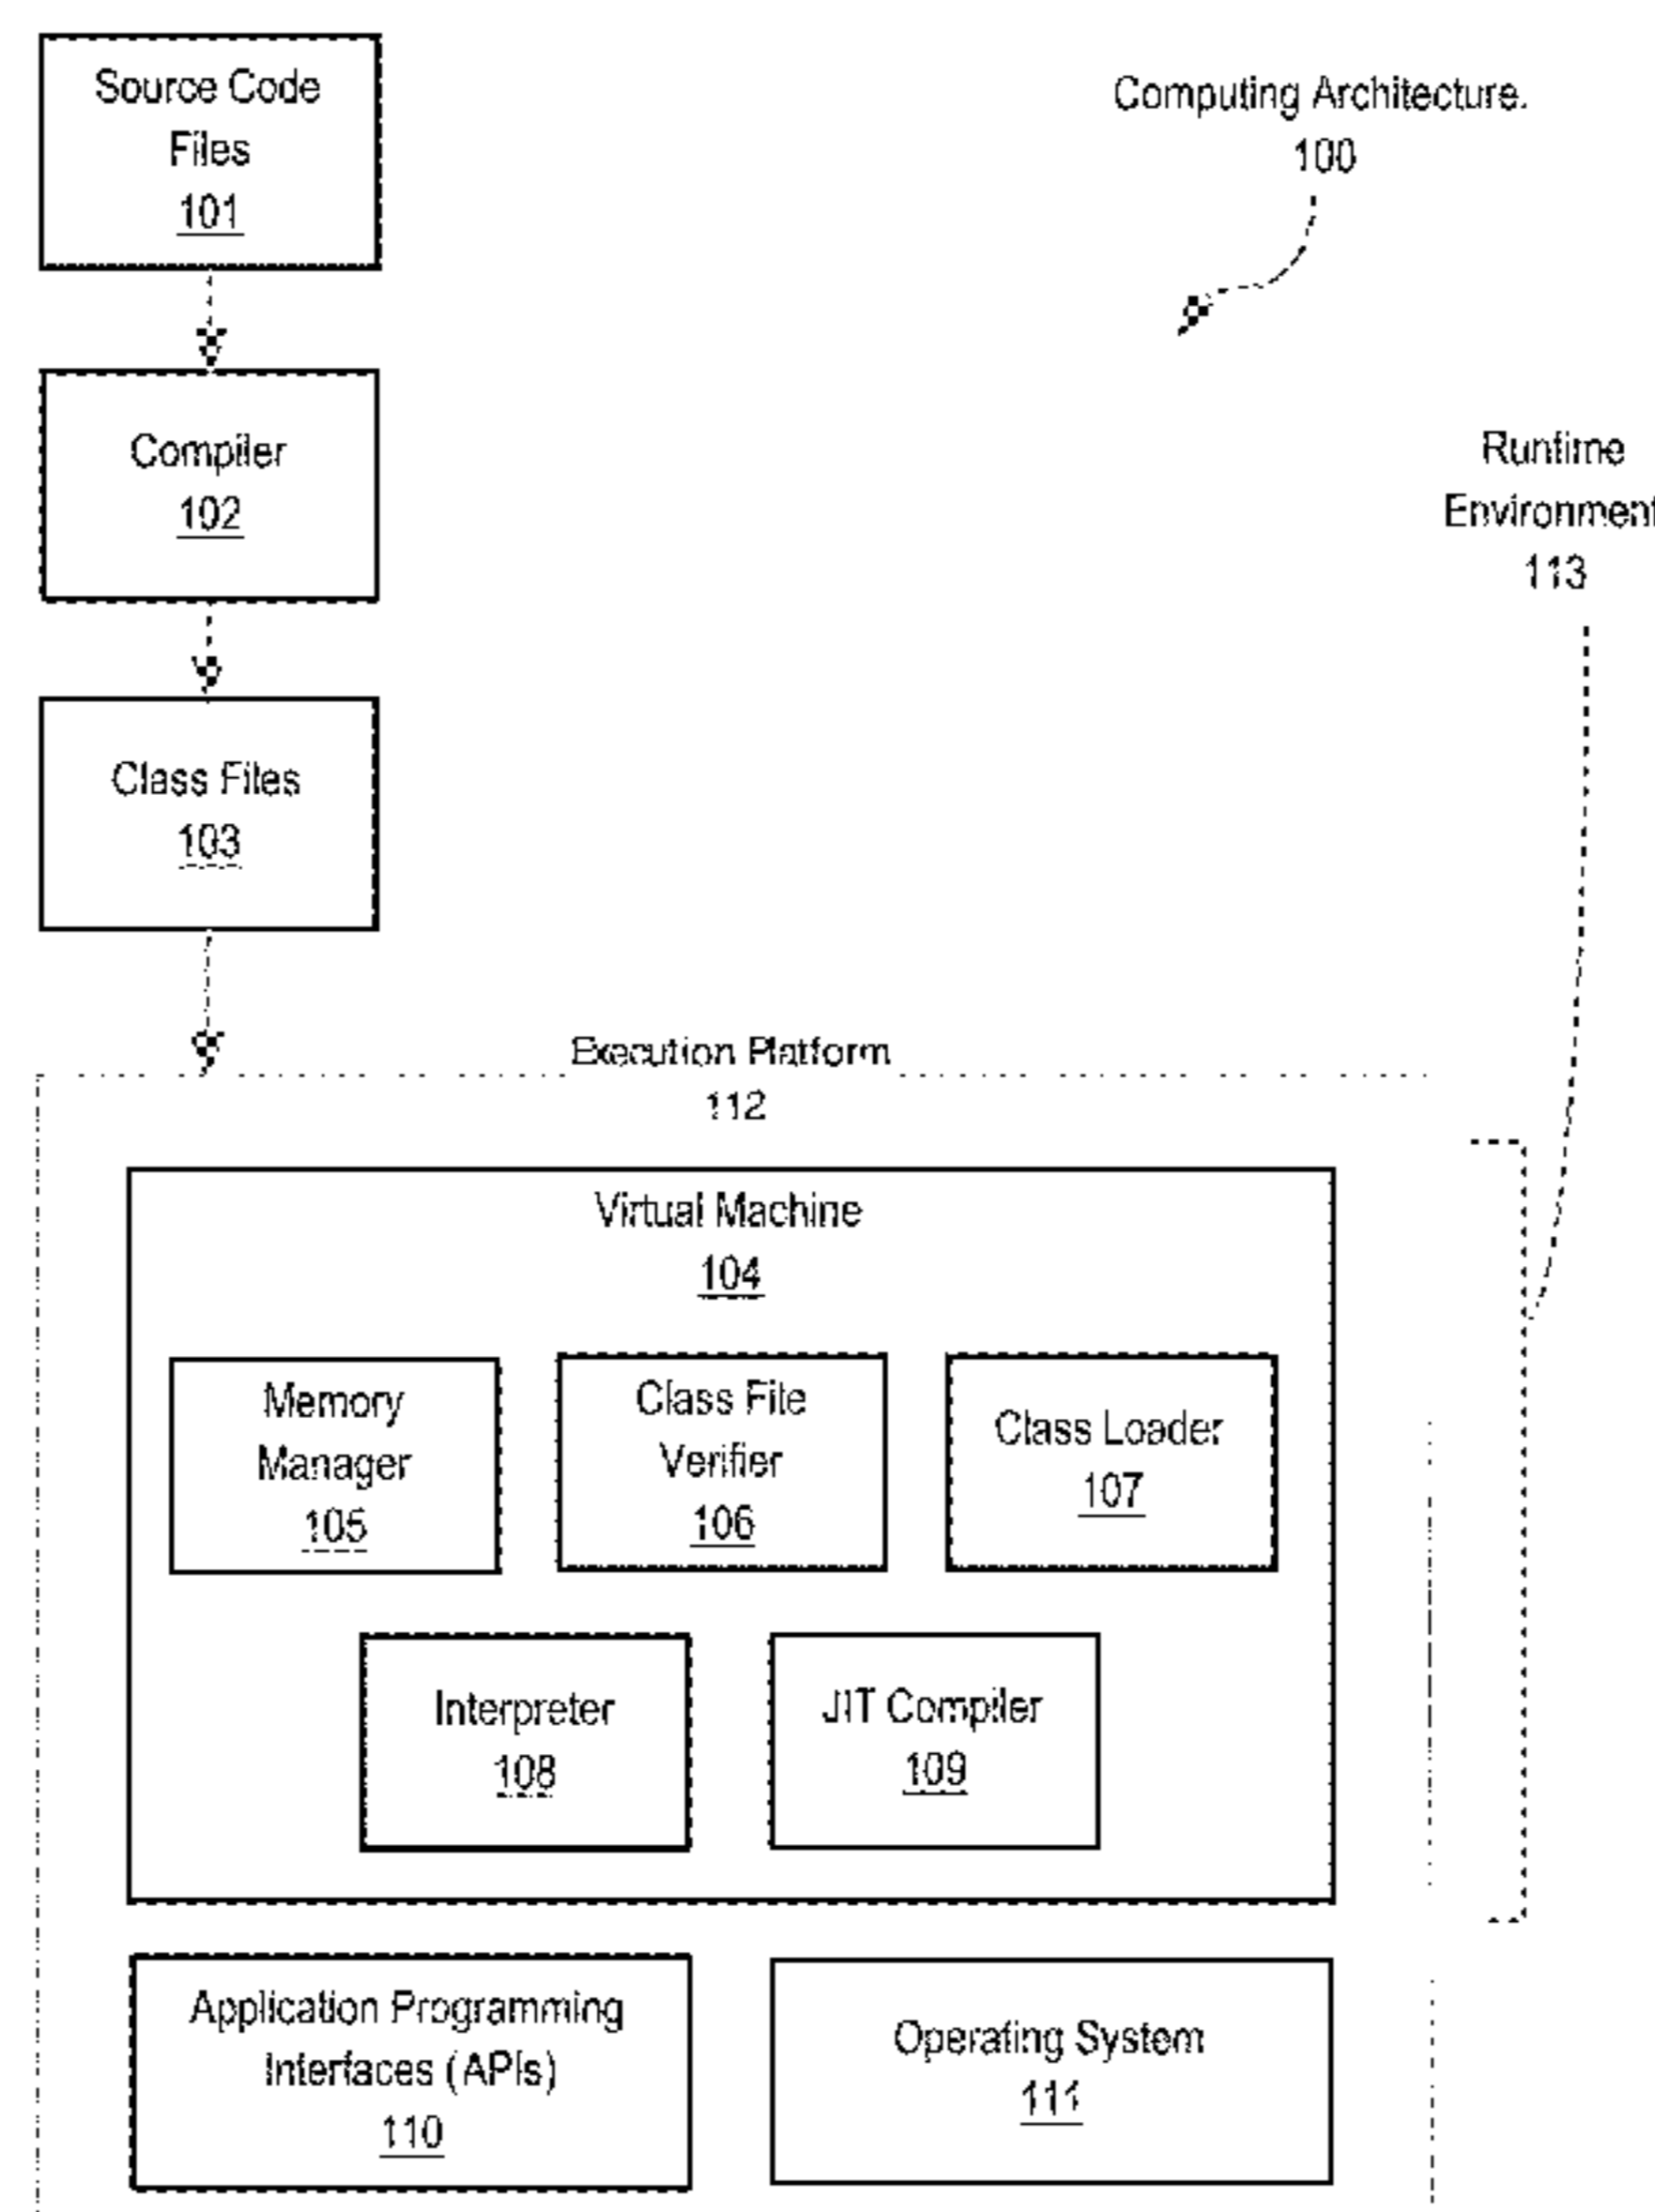 Source Code
Files
101
Computing Architecture.
100
Compiler
102
Runtime
Environment
113
Class Files
103
Execution Platform
112
Virtual Machine
104
Memory
Manager
105
Class File
Verifier
106
Class Loader
107
Interpreter
108
JIT Compiler
109
Application Programming
Interfaces (APIs)
110
Operating System
111